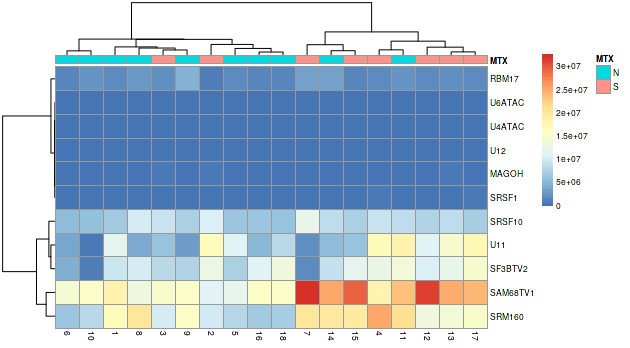 MTX
MTX
RBM17
U6ATAC
U4ATAC
U12
MAGOH
SRSF1
SRSF10
U11
SF3BTV2
SAM68TV1
SRM160
3e+07
2.5e+07
2e+07
1.5e+07
1e+07
5e+06
0
N
S
6 10 1 8 3 9 2 5 16 18 7 14 15 4 11 12 13 17